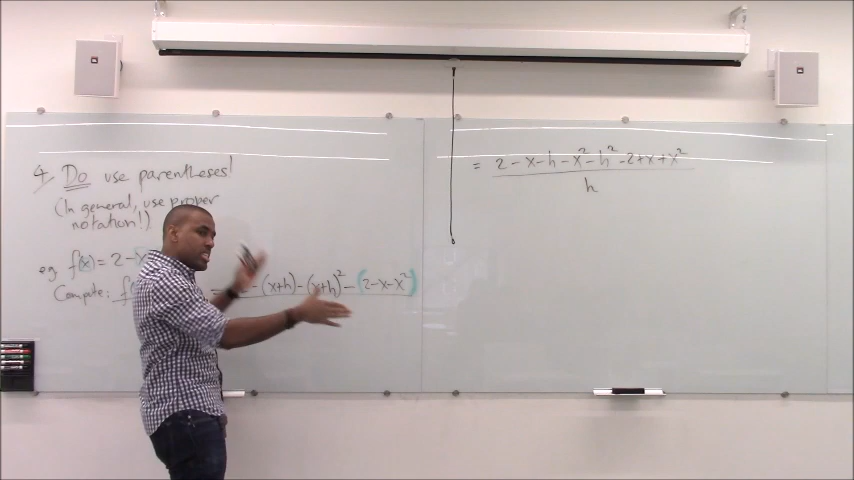 4. Do use parentheses!
(In general, use proper
notation!)
eg f(x) = 2 -
Compute: f( - (x+h) - (x+h)² - (2-x-x²)
= 2 - x - h - x² - h² - 2 + x + x²
h